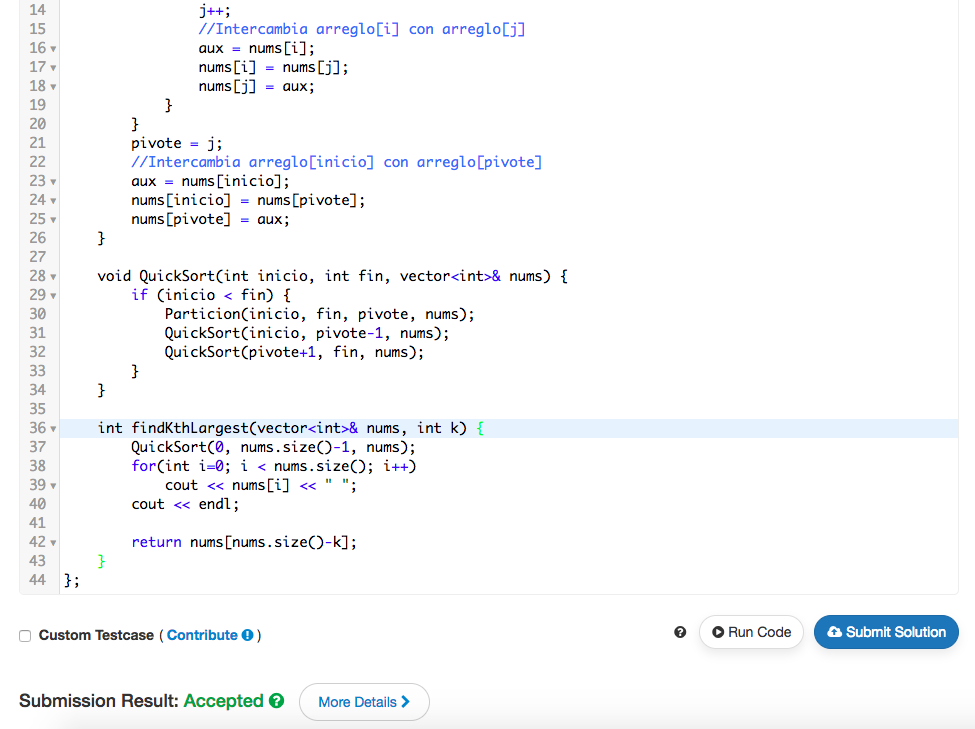 14 j++;
15 //Intercambia arreglo[i] con arreglo[j]
16 aux = nums[i];
17 nums[i] = nums[j];
18 nums[j] = aux;
19 }
20 }
21 pivote = j;
22 //Intercambia arreglo[inicio] con arreglo[pivote]
23 aux = nums[inicio];
24 nums[inicio] = nums[pivote];
25 nums[pivote] = aux;
26 }
27
28 void QuickSort(int inicio, int fin, vector<int>& nums) {
29 if (inicio < fin) {
30 Particion(inicio, fin, pivote, nums);
31 QuickSort(inicio, pivote-1, nums);
32 QuickSort(pivote+1, fin, nums);
33 }
34 }
35
36 int findKthLargest(vector<int>& nums, int k) {
37 QuickSort(0, nums.size()-1, nums);
38 for(int i=0; i < nums.size(); i++)
39 cout << nums[i] << " ";
40 cout << endl;
41
42 return nums[nums.size()-k];
43 }
44 };
Custom Testcase ( Contribute )
Run Code
Submit Solution
Submission Result: Accepted
More Details